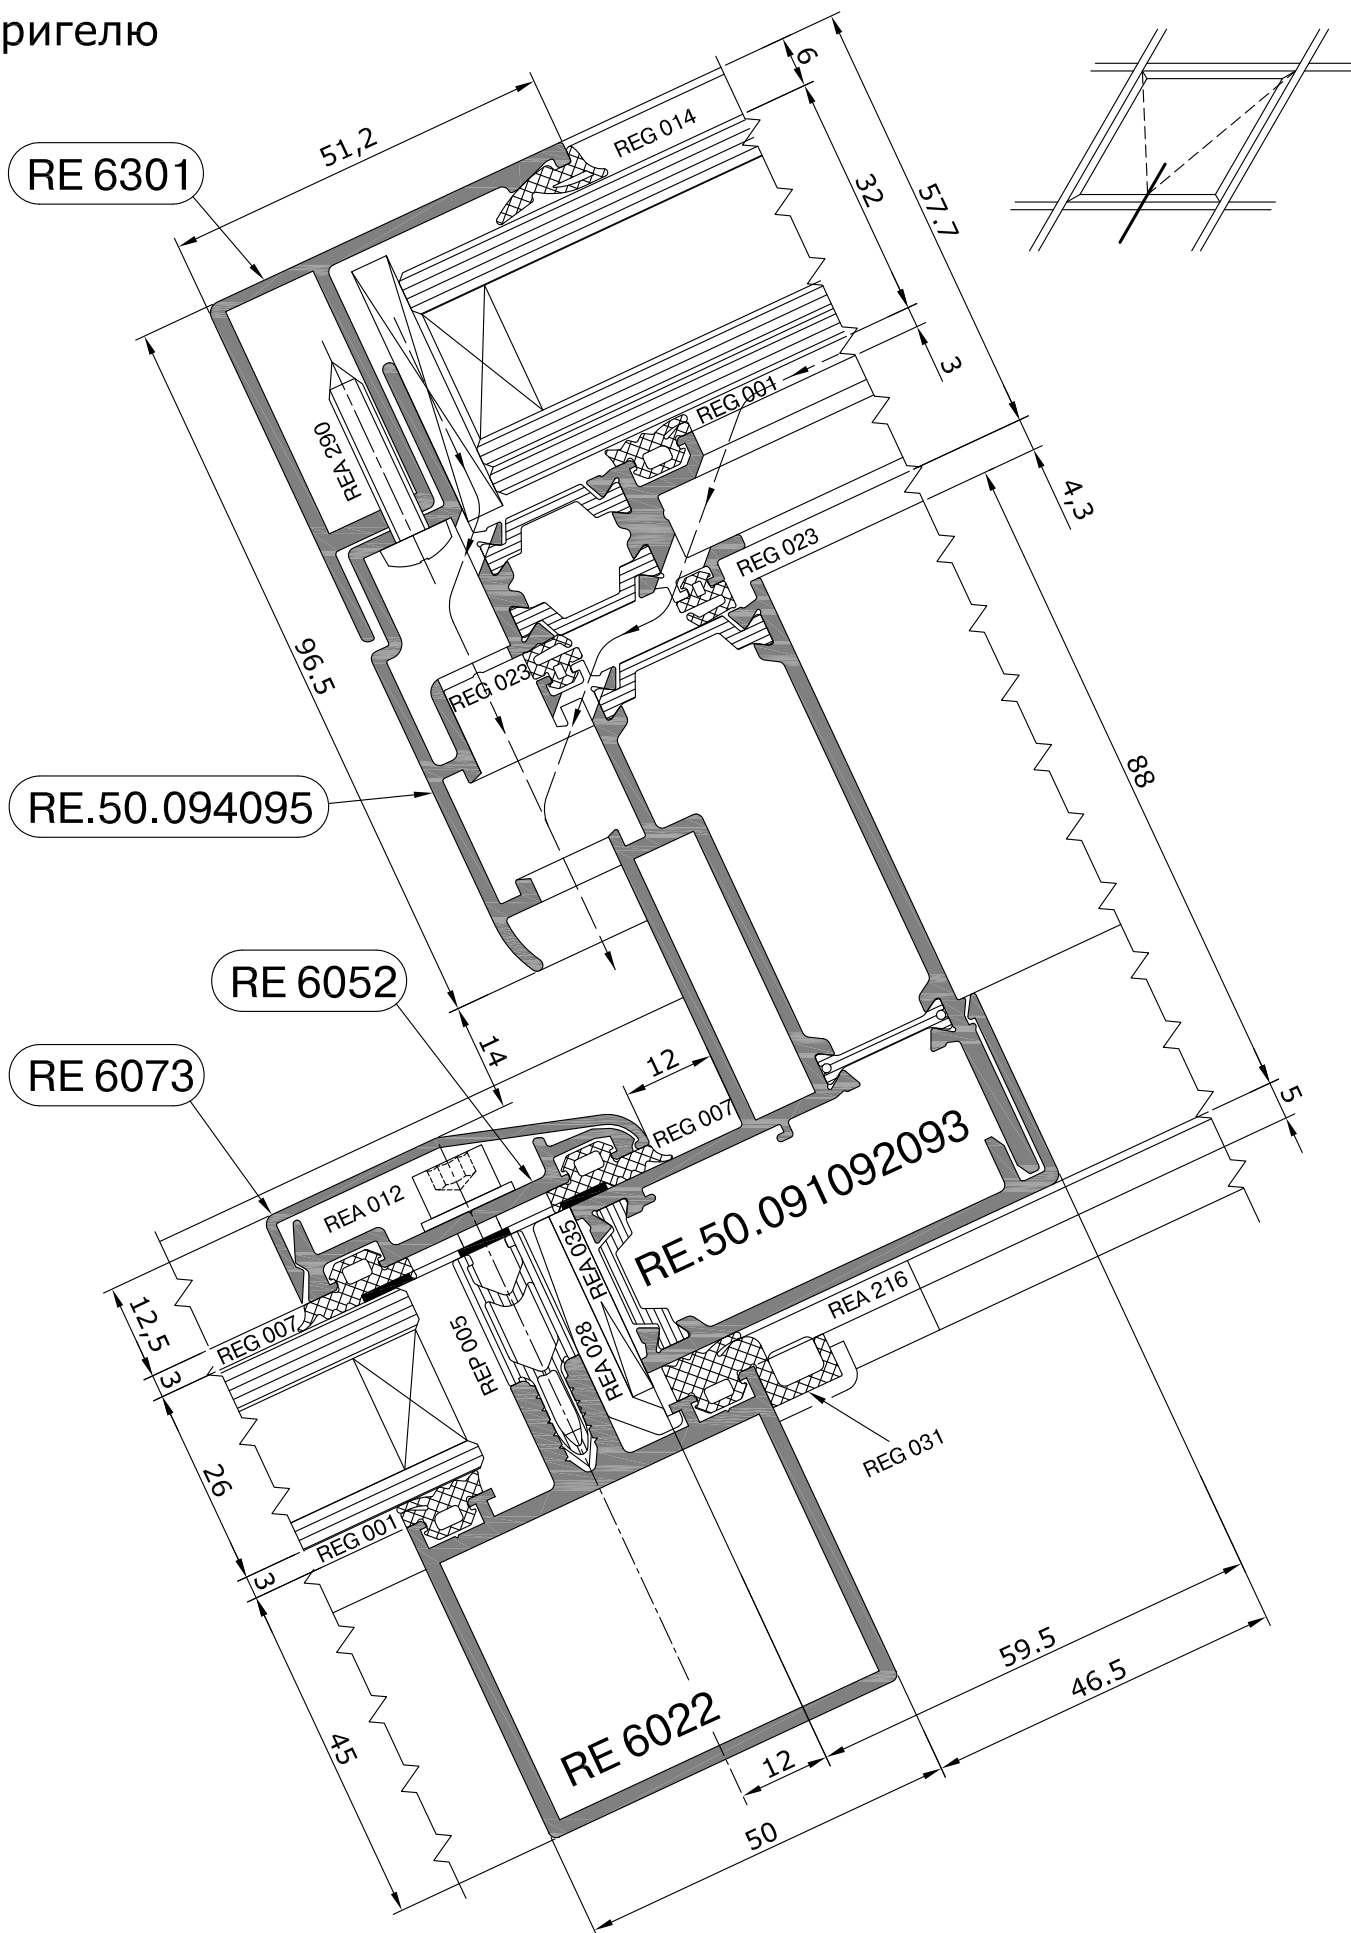 ригелю
6
51,2
REG 014
RE 6301
32
57.7
3
REG 001
REA 290
4,3
REG 023
96.5
REG 023
88
RE.50.094095
RE 6052
14
12
RE 6073
5
REG 007
REA 012
RE.50.091092093
REA 035
REA 216
12,5
REG 007
REP 005
REA 028
3
REG 031
26
REG 001
3
59.5
46.5
45
RE 6022
12
50